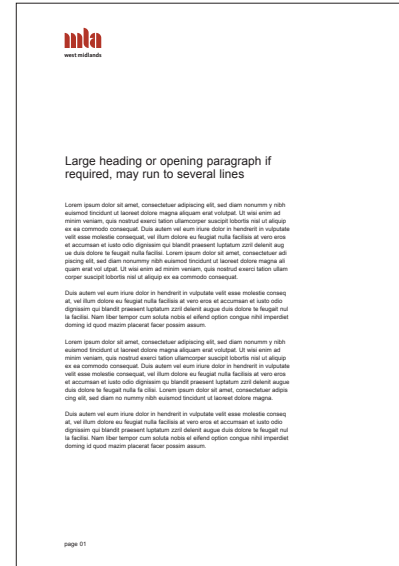 mla
west midlands
Large heading or opening paragraph if
required, may run to several lines
Lorem ipsum dolor sit amet, consectetuer adipiscing elit, sed diam nonumm y nibh
euismod tincidunt ut laoreet dolore magna aliquam erat volutpat. Ut wisi enim ad
minim veniam, quis nostrud exerci tation ullamcorper suscipit lobortis nisl ut aliquip
ex ea commodo consequat. Duis autem vel eum iriure dolor in hendrerit in vulputate
velit esse molestie consequat, vel illum dolore eu feugiat nulla facilisis at vero eros
et accumsan et iusto odio dignissim qui blandit praesent luptatum zzril delenit aug
ue duis dolore te feugait nulla facilisi. Lorem ipsum dolor sit amet, consectetuer adi
piscing elit, sed diam nonummy nibh euismod tincidunt ut laoreet dolore magna ali
quam erat vol utpat. Ut wisi enim ad minim veniam, quis nostrud exerci tation ullam
corper suscipit lobortis nisl ut aliquip ex ea commodo consequat.
Duis autem vel eum iriure dolor in hendrerit in vulputate velit esse molestie conseq
at, vel illum dolore eu feugiat nulla facilisis at vero eros et accumsan et iusto odio
dignissim qui blandit praesent luptatum zzril delenit augue duis dolore te feugait nul
la facilisi. Nam liber tempor cum soluta nobis el eifend option congue nihil imperdiet
doming id quod mazim placerat facer possim assum.
Lorem ipsum dolor sit amet, consectetuer adipiscing elit, sed diam nonummy nibh
euismod tincidunt ut laoreet dolore magna aliquam erat volutpat. Ut wisi enim ad
minim veniam, quis nostrud exerci tation ullamcorper suscipit lobortis nisl ut aliquip
ex ea commodo consequat. Duis autem vel eum iriure dolor in hendrerit in vulputate
velit esse molestie consequat, vel illum dolore eu feugiat nulla facilisis at vero eros
et accumsan et iusto odio dignissim qui blandit praesent luptatum zzril delenit augue
duis dolore te feugait nulla fa cilisi. Lorem ipsum dolor sit amet, consectetuer adipis
cing elit, sed diam no nummy nibh euismod tincidunt ut laoreet dolore magna.
Duis autem vel eum iriure dolor in hendrerit in vulputate velit esse molestie conseq
at, vel illum dolore eu feugiat nulla facilisis at vero eros et accumsan et iusto odio
dignissim qui blandit praesent luptatum zzril delenit augue duis dolore te feugait nul
la facilisi. Nam liber tempor cum soluta nobis el eifend option congue nihil imperdiet
doming id quod mazim placerat facer possim assum.
page 01